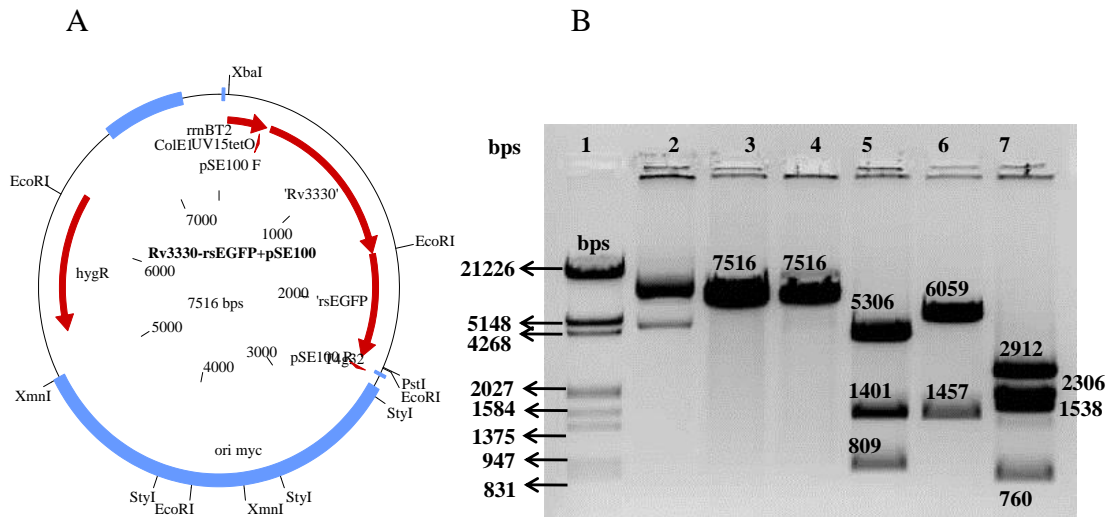 A
B
XbaI
rrnBT2
ColE1
UV15tetO
pSE100 F
EcoRI
'Rv3330'
7000
1000
EcoRI
Rv3330-rsEGFP+pSE100
hygR
6000
2000
'rsEGFP
7516 bps
5000
3000
4000
pSE100 R
T4g32
PstI
EcoRI
StyI
XmnI
ori myc
StyI
EcoRI
XmnI
StyI
bps
1
2
3
4
5
6
7
bps
21226
5148
4268
2027
1584
1375
947
831
7516
7516
5306
6059
1401
1457
809
2912
2306
1538
760